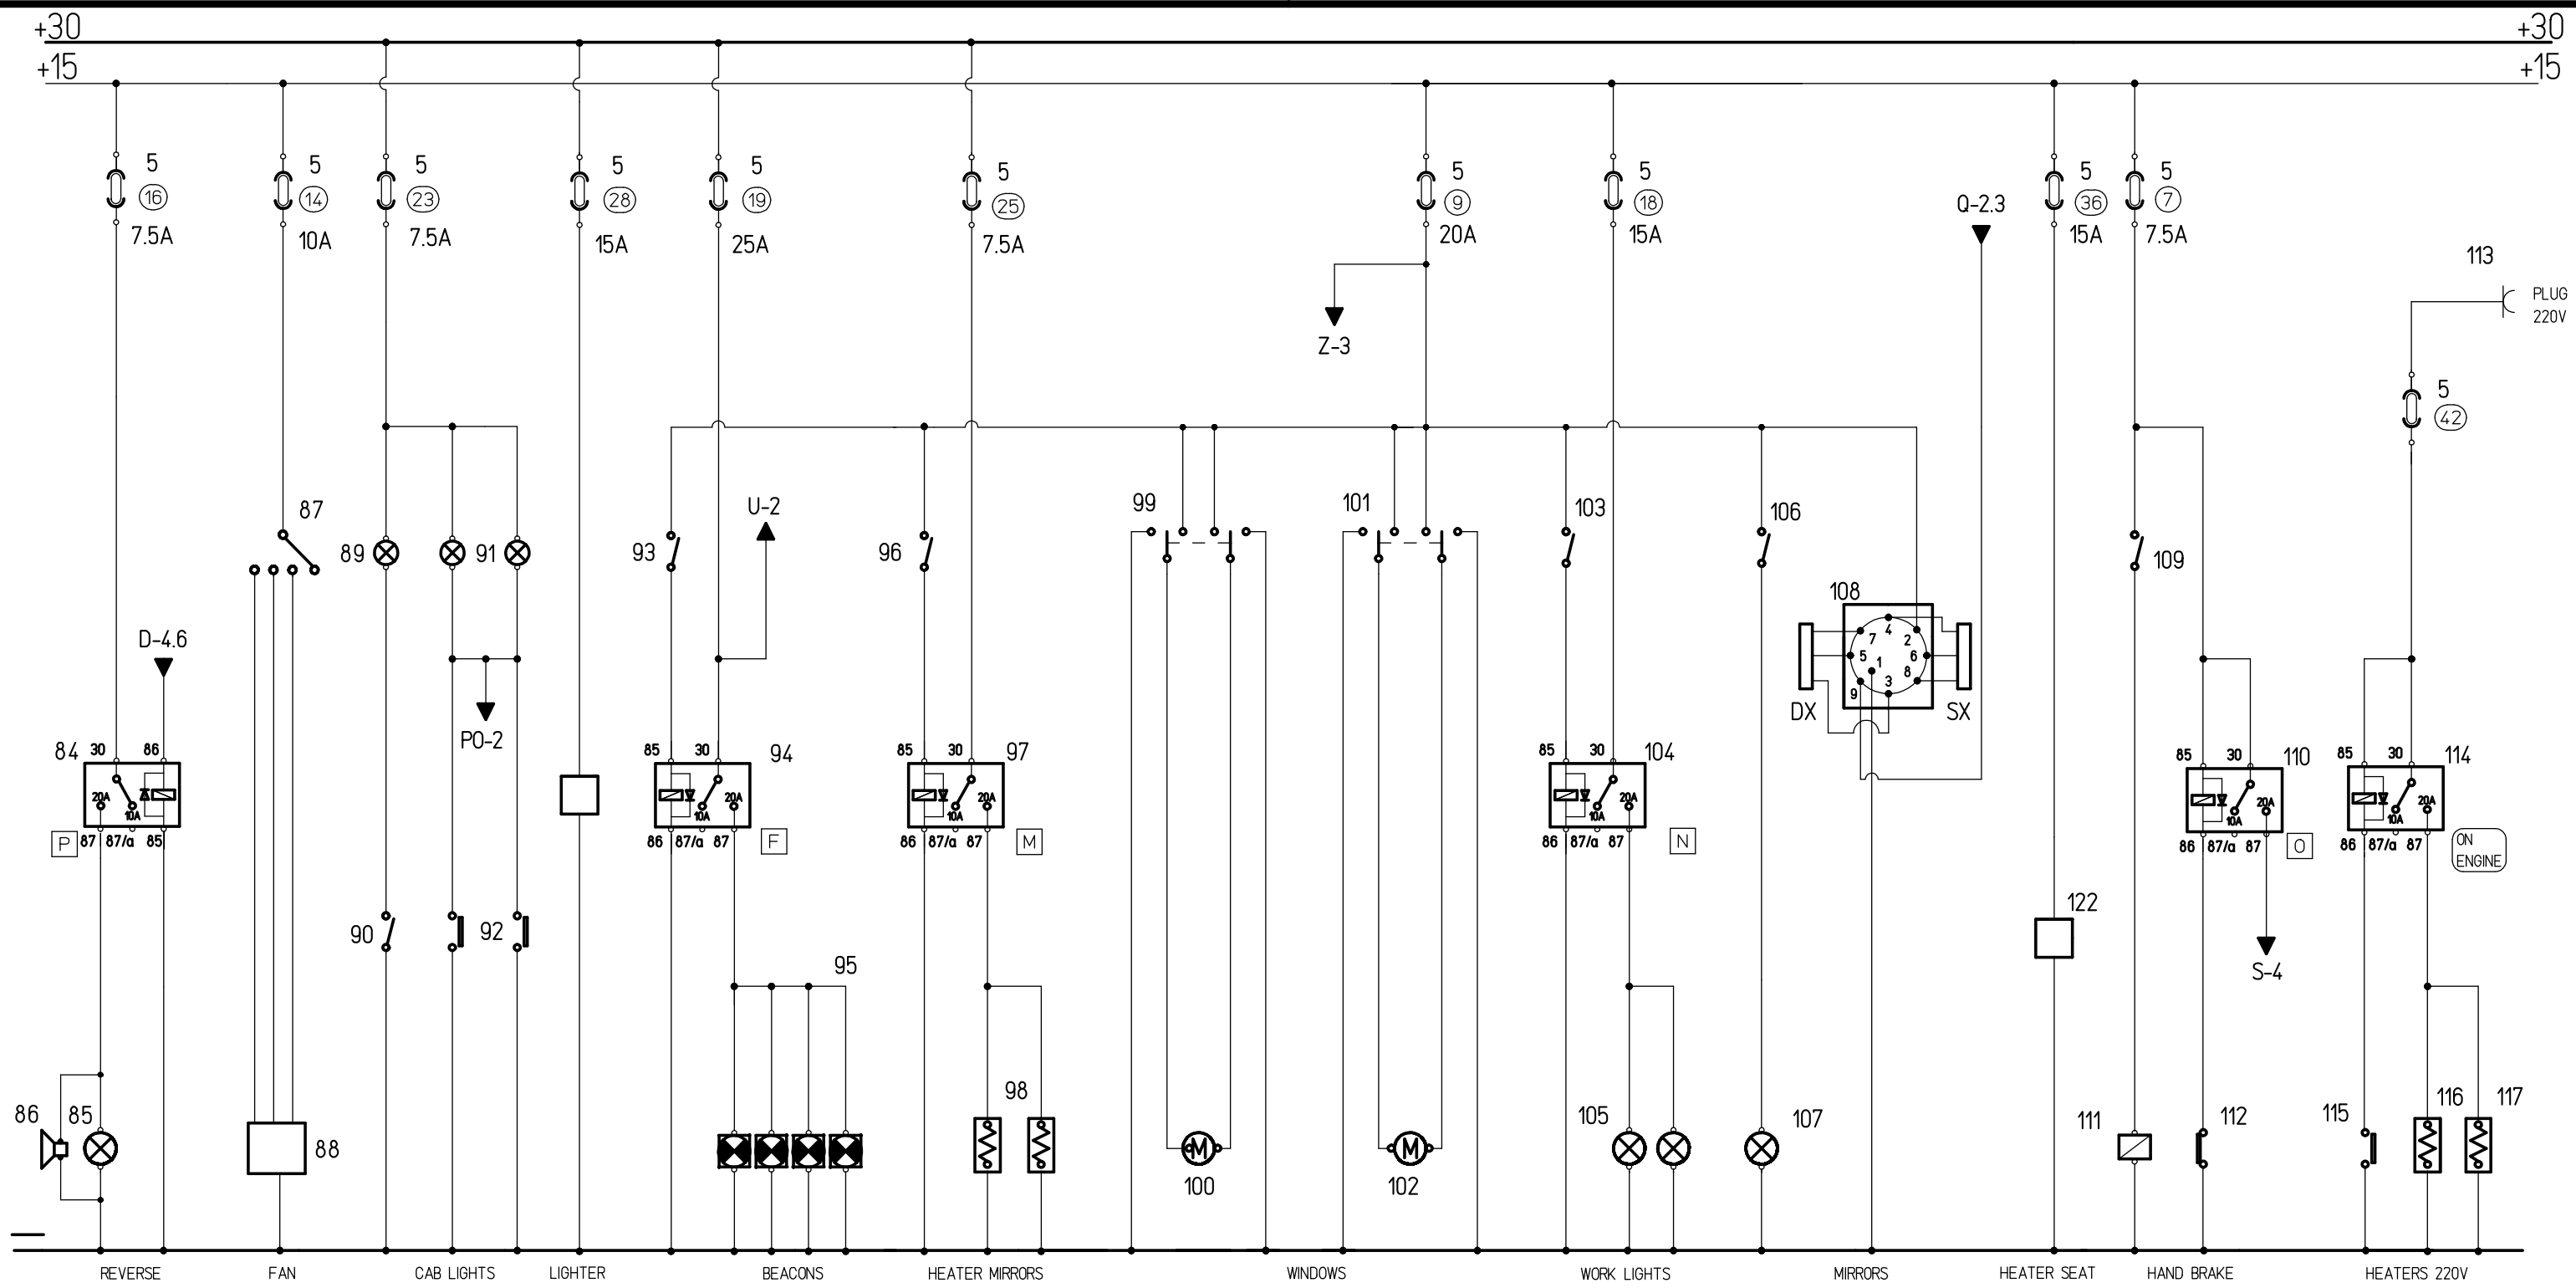 +30 +30
+15 +15
5 5 5 5 5 5 5 5 5 5
16 14 23 28 19 25 9 18 36 7
7.5A 10A 7.5A 15A 25A 7.5A 20A 15A 15A 7.5A
Q-2.3
113
PLUG
220V
Z-3
5
42
87 U-2 99 101 103 106
89 91 93 96 109
108
4 7 2 5 1 6 8 3 9
D-4.6
DX SX
PO-2
84 30 86
20A 10A
P 87 87/a 85
85 30 94
20A 10A
86 87/a 87 F
85 30 97
20A 10A
86 87/a 87 M
85 30 104
20A 10A
86 87/a 87 N
85 30 110
20A 10A
86 87/a 87 O
85 30 114
20A 10A
86 87/a 87
ON
ENGINE
122
90 92
95 S-4
98
86 85 88 100 102 105 107 111 112 115 116 117
REVERSE FAN CAB LIGHTS LIGHTER BEACONS HEATER MIRRORS WINDOWS WORK LIGHTS MIRRORS HEATER SEAT HAND BRAKE HEATERS 220V